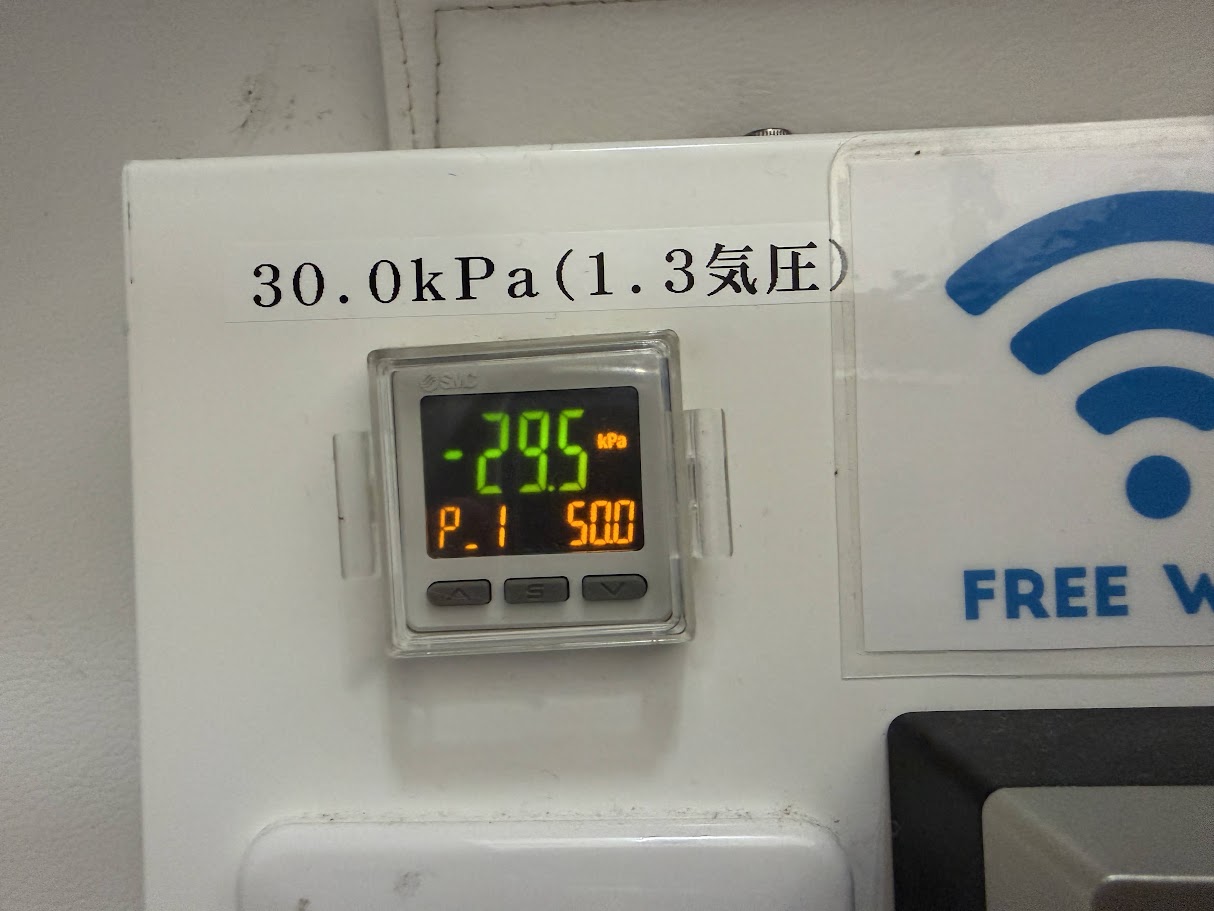 30.0kPa(1.3気圧)
SMC
-29.5 kPa
P_1 50.0
S
FREE